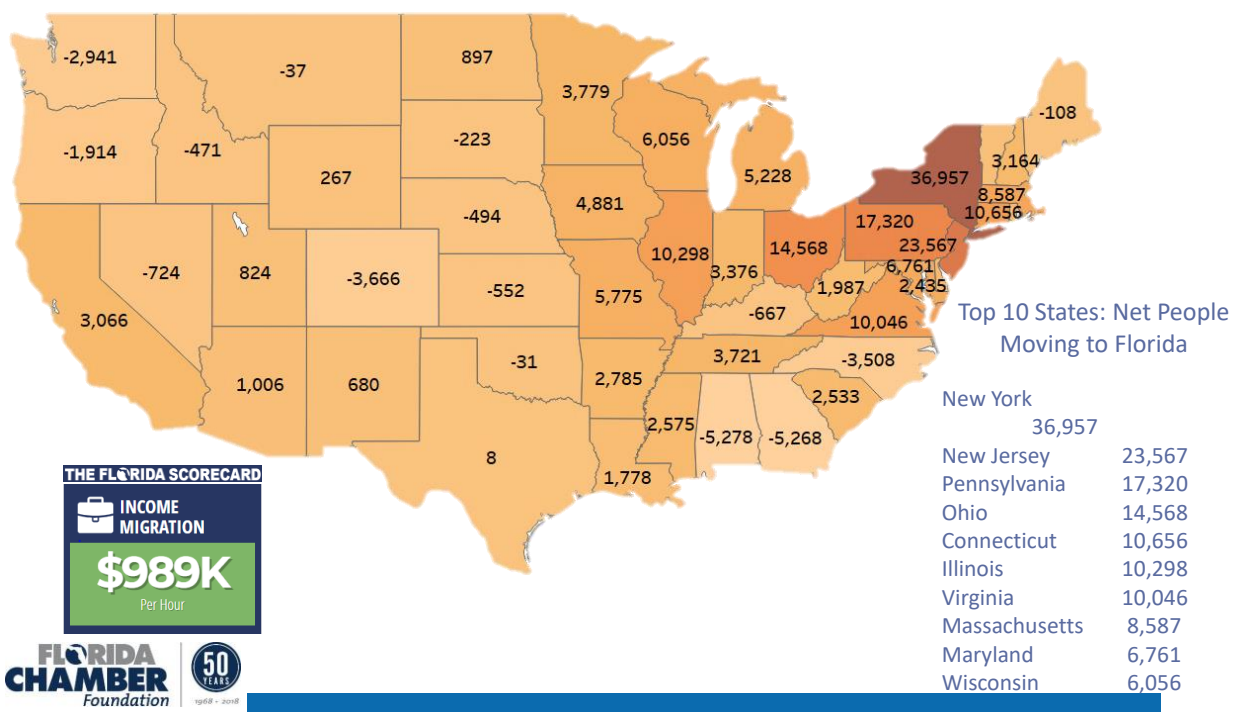 -2,941
-37
897
3,779
-108
-1,914
-471
-223
6,056
3,164
267
5,228
36,957
8,587
-494
4,881
10,656
17,320
-724
824
-3,666
10,298
14,568
23,567
3,376
6,761
-552
5,775
1,987
2,435
3,066
-667
10,046
1,006
680
-31
3,721
-3,508
2,785
2,533
8
2,575
-5,278
-5,268
1,778
Top 10 States: Net People
Moving to Florida
New York
36,957
New Jersey 23,567
Pennsylvania 17,320
Ohio 14,568
Connecticut 10,656
Illinois 10,298
Virginia 10,046
Massachusetts 8,587
Maryland 6,761
Wisconsin 6,056
THE FLORIDA SCORECARD
INCOME
MIGRATION
$989K
Per Hour
FLORIDA
CHAMBER
Foundation
50
YEARS
1968 - 2018